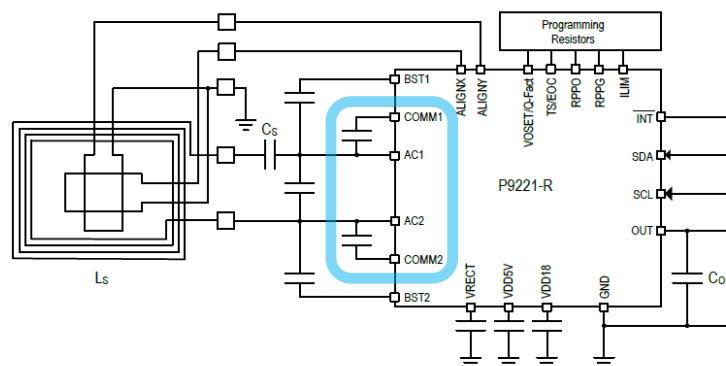 Programming
Resistors
BST1
ALIGNX
ALIGNY
VOSET/Q-Fact
TS/EOC
RPPO
RPPG
ILIM
COMM1
INT
CS
AC1
SDA
P9221-R
SCL
AC2
OUT
COMM2
LS
CO
BST2
VRECT
VDD5V
VDD18
GND